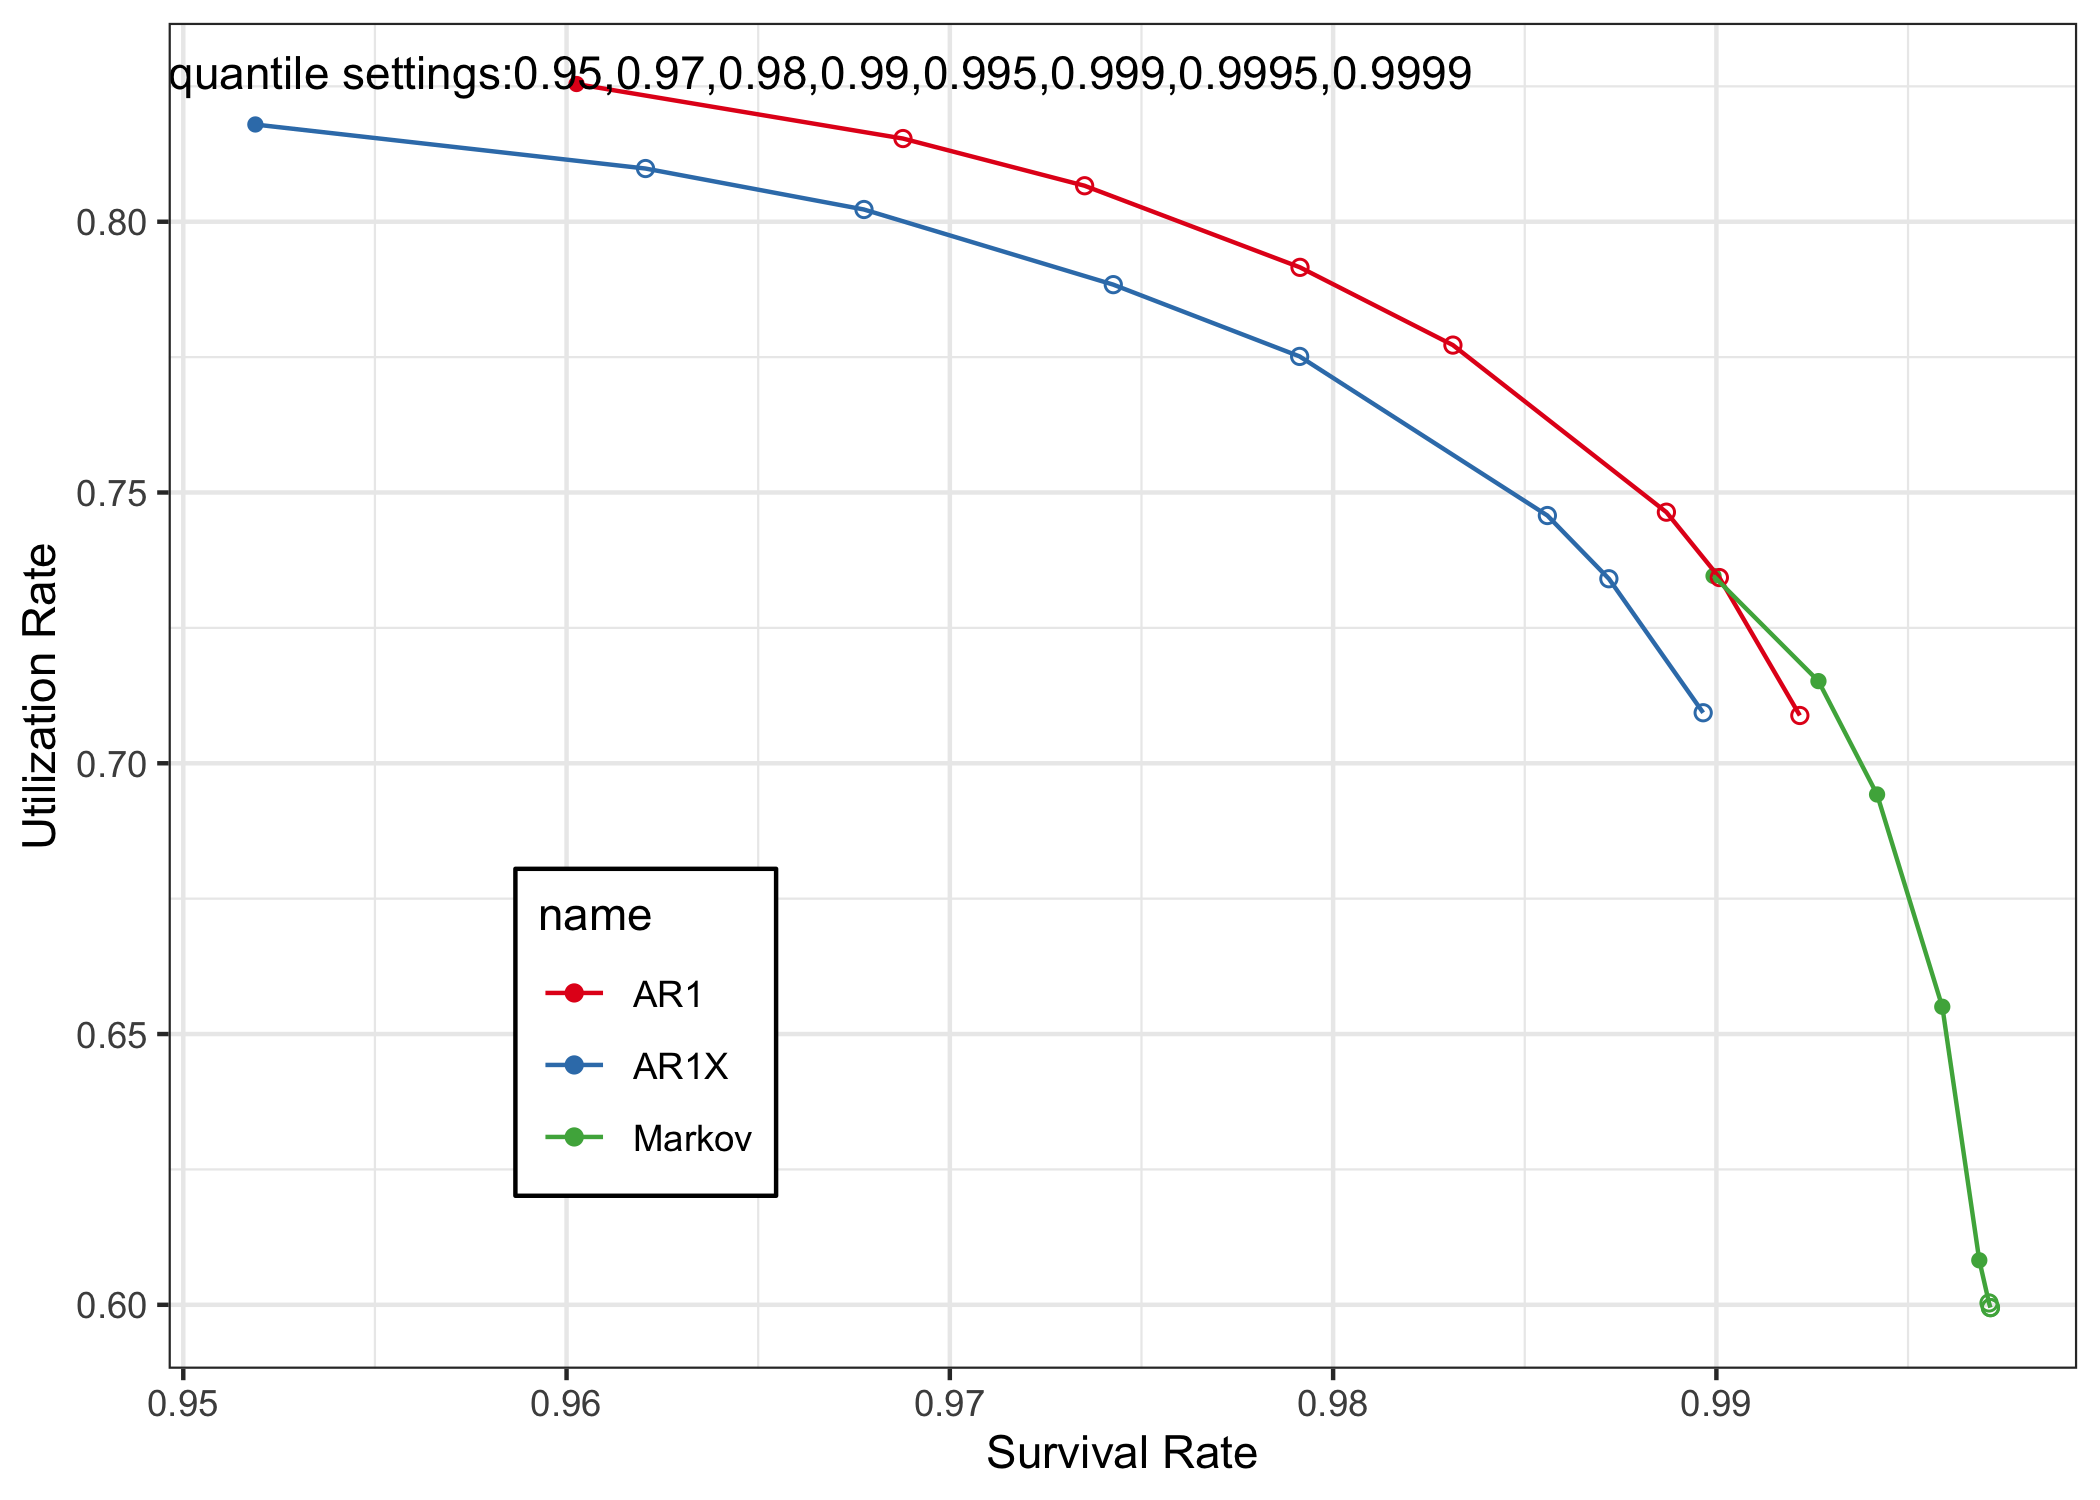 quantile settings:0.95,0.97,0.98,0.99,0.995,0.999,0.9995,0.9999
0.80
0.75
0.70
0.65
0.60
Utilization Rate
name
AR1
AR1X
Markov
0.95 0.96 0.97 0.98 0.99
Survival Rate